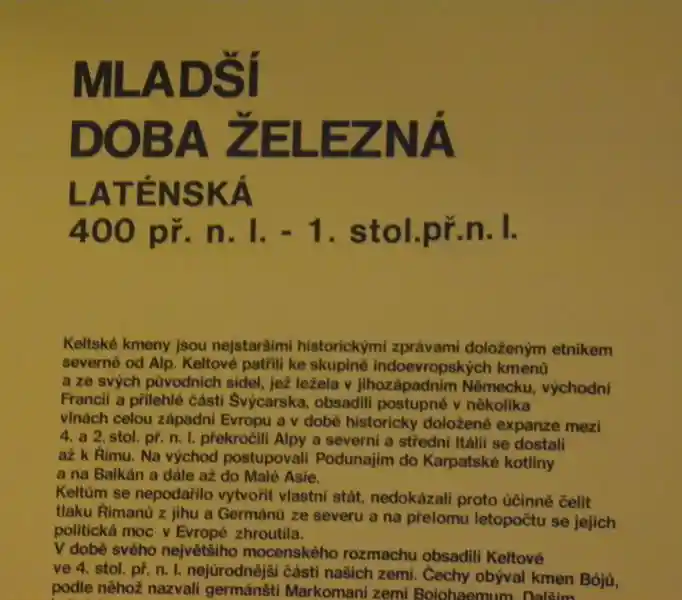 MLADŠÍ
DOBA ŽELEZNÁ
LATÉNSKÁ
400 př. n. l. - 1. stol.př.n. l.
Keltské kmeny jsou nejstaršími historickými zprávami doloženým etnikem
severně od Alp. Keltové patřili ke skupině indoevropských kmenů
a ze svých původních sídel, jež ležela v jihozápadním Německu, východní
Francii a přilehlé části Švýcarska, obsadili postupně v několika
vlnách celou západní Evropu a v době historicky doložené expanze mezi
4. a 2. stol. př. n. l. překročili Alpy a severní a střední Itálií se dostali
až k Římu. Na východ postupovali Podunajím do Karpatské kotliny
a na Balkán a dále až do Malé Asie.
Keltům se nepodařilo vytvořit vlastní stát, nedokázali proto účinně čelit
tlaku Římanů z jihu a Germánů ze severu a na přelomu letopočtu se jejich
politická moc v Evropě zhroutila.
V době svého největšího mocenského rozmachu obsadili Keltové
ve 4. stol. př. n. l. nejúrodnější části našich zemí. Čechy obýval kmen Bójů,
podle něhož nazvali germánští Markomani zemi Boiohaemum. Dalším